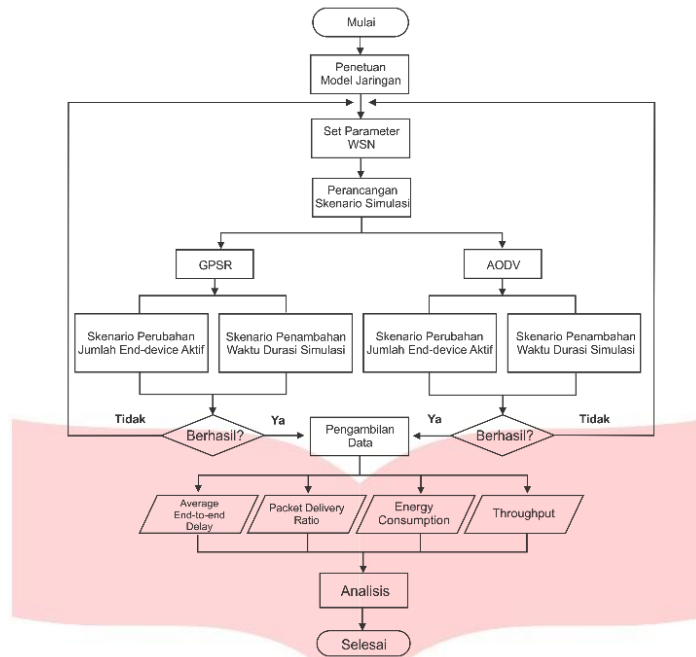 Mulai
Penetuan
Model Jaringan
Set Parameter
WSN
Perancangan
Skenario Simulasi
GPSR
AODV
Skenario Perubahan
Jumlah End-device Aktif
Skenario Penambahan
Waktu Durasi Simulasi
Skenario Perubahan
Jumlah End-device Aktif
Skenario Penambahan
Waktu Durasi Simulasi
Tidak
Berhasil?
Ya
Pengambilan
Data
Ya
Berhasil?
Tidak
Average
End-to-end
Delay
Packet Delivery
Ratio
Energy
Consumption
Throughput
Analisis
Selesai